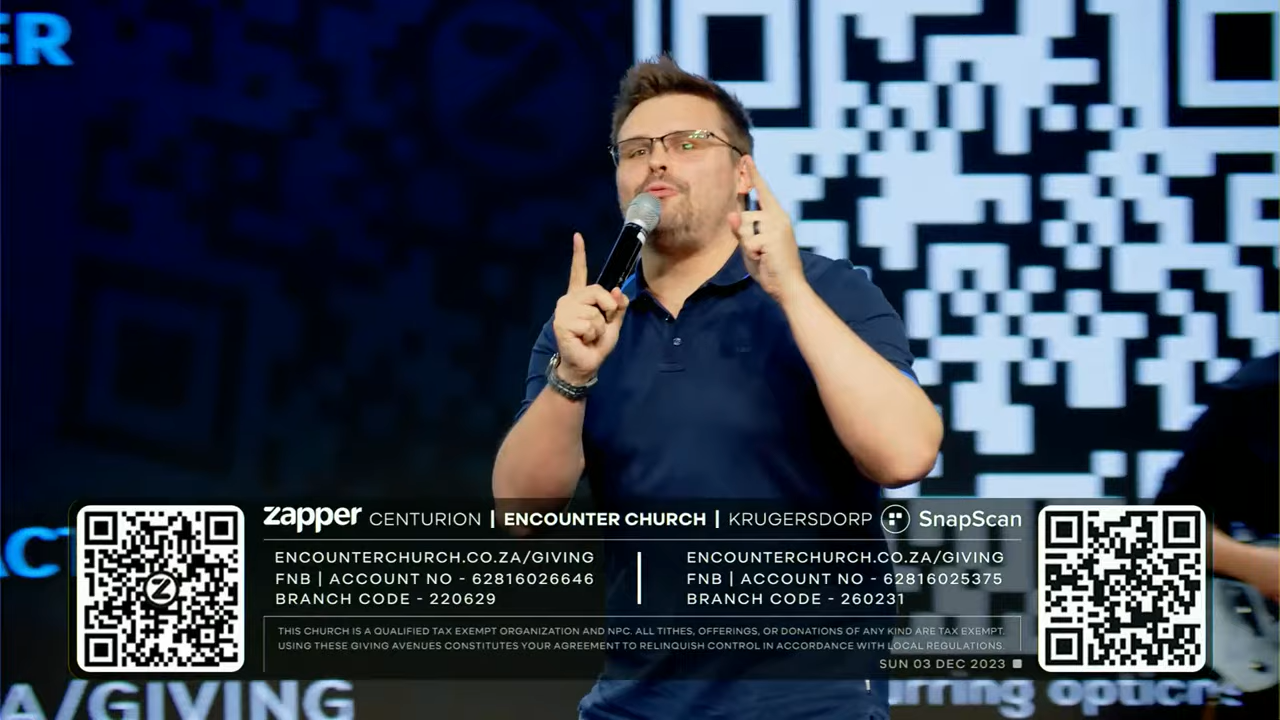 ER
zapper CENTURION | ENCOUNTER CHURCH | KRUGERSDORP SnapScan
ENCOUNTERCHURCH.CO.ZA/GIVING
FNB | ACCOUNT NO - 62816026646
BRANCH CODE - 220629
ENCOUNTERCHURCH.CO.ZA/GIVING
FNB | ACCOUNT NO - 62816025375
BRANCH CODE - 260231
THIS CHURCH IS A QUALIFIED TAX EXEMPT ORGANIZATION AND NPC. ALL TITHES, OFFERINGS, OR DONATIONS OF ANY KIND ARE TAX EXEMPT.
USING THESE GIVING AVENUES CONSTITUTES YOUR AGREEMENT TO RELINQUISH CONTROL IN ACCORDANCE WITH LOCAL REGULATIONS.
SUN 03 DEC 2023
A/GIVING
urring options